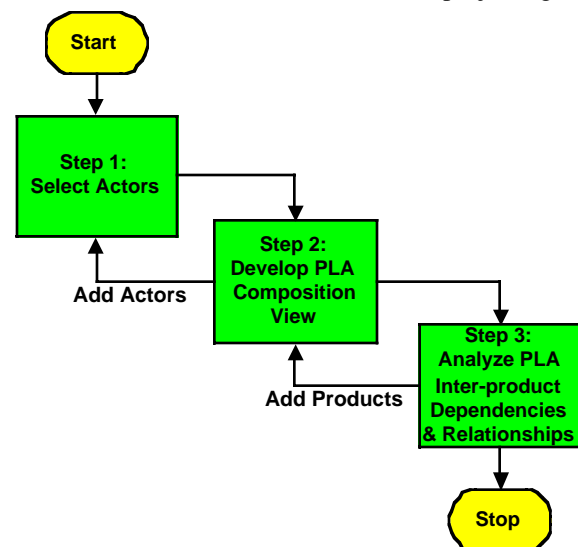 Start
Step 1:
Select Actors
Step 2:
Develop PLA
Composition
View
Add Actors
Step 3:
Analyze PLA
Inter-product
Dependencies
& Relationships
Add Products
Stop